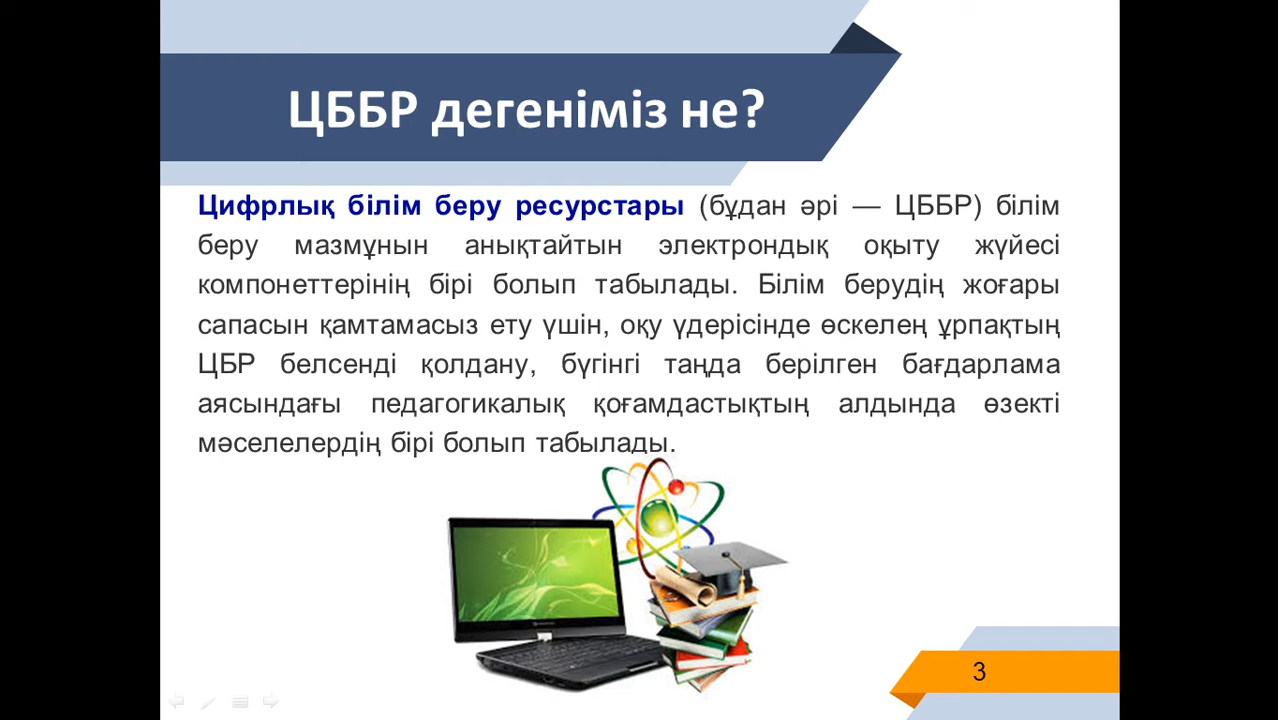 ЦББР дегеніміз не?
Цифрлық білім беру ресурстары (бұдан әрі — ЦББР) білім
беру мазмұнын анықтайтын электрондық оқыту жүйесі
компонеттерінің бірі болып табылады. Білім берудің жоғары
сапасын қамтамасыз ету үшін, оқу үдерісінде өскелең ұрпақтың
ЦБР белсенді қолдану, бүгінгі таңда берілген бағдарлама
аясындағы педагогикалық қоғамдастықтың алдында өзекті
мәселелердің бірі болып табылады.
3